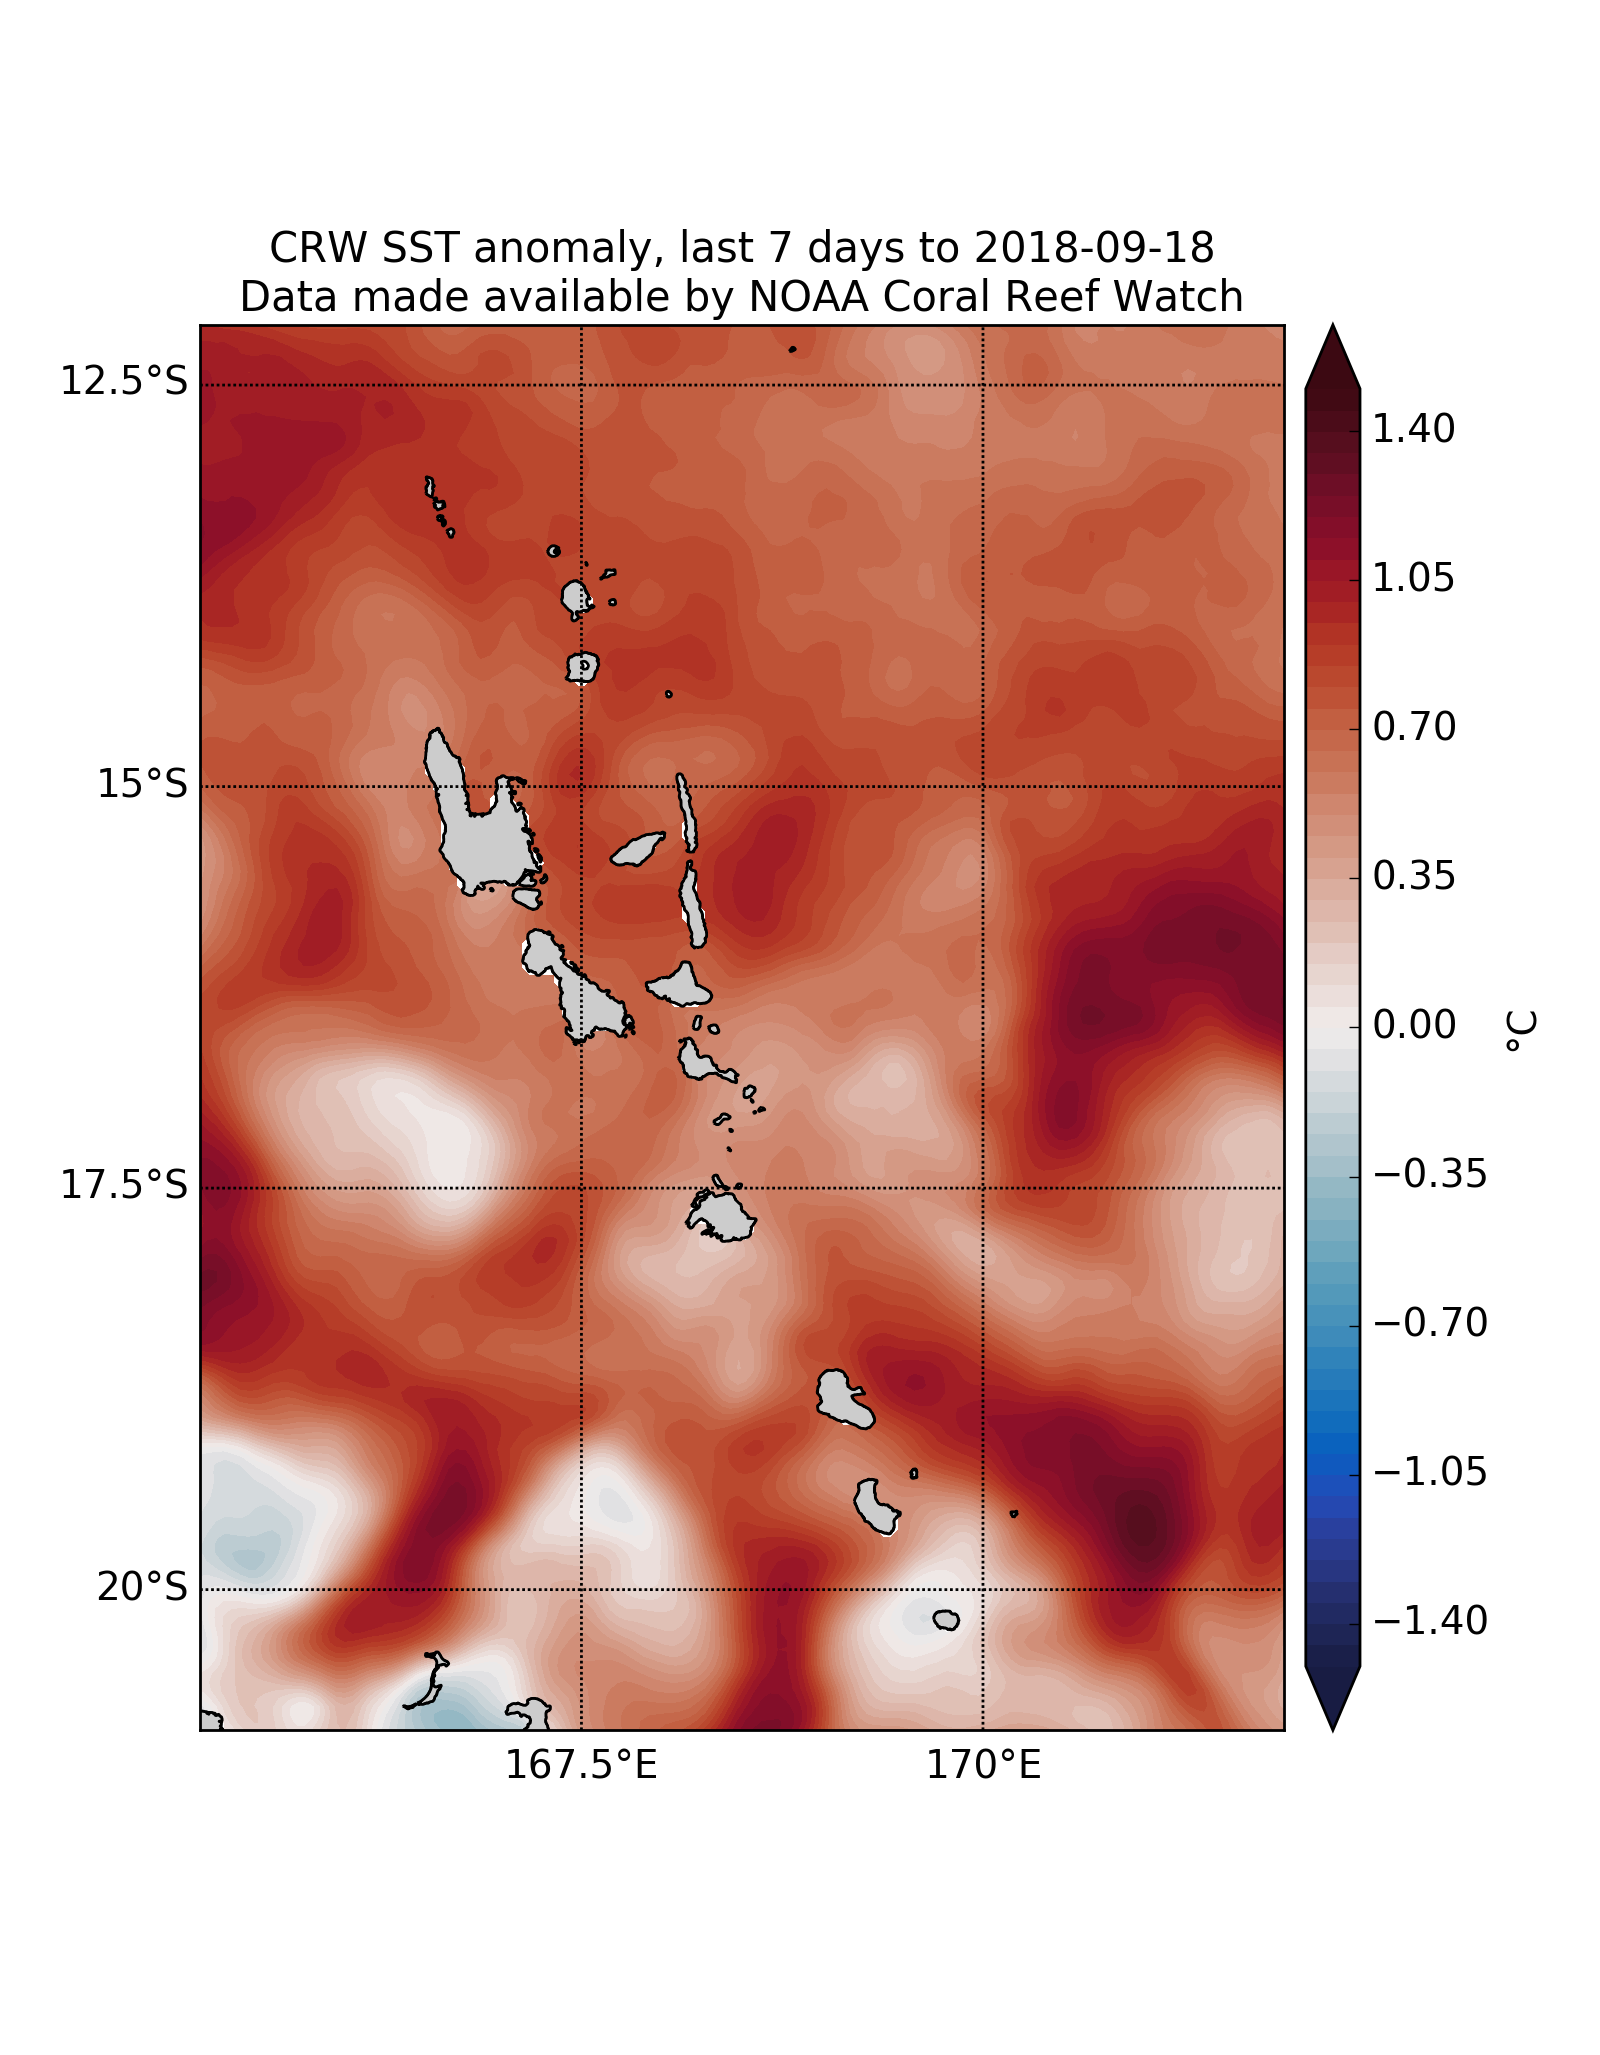 CRW SST anomaly, last 7 days to 2018-09-18
Data made available by NOAA Coral Reef Watch
12.5°S
15°S
17.5°S
20°S
167.5°E
170°E
1.40
1.05
0.70
0.35
0.00
−0.35
−0.70
−1.05
−1.40
°C